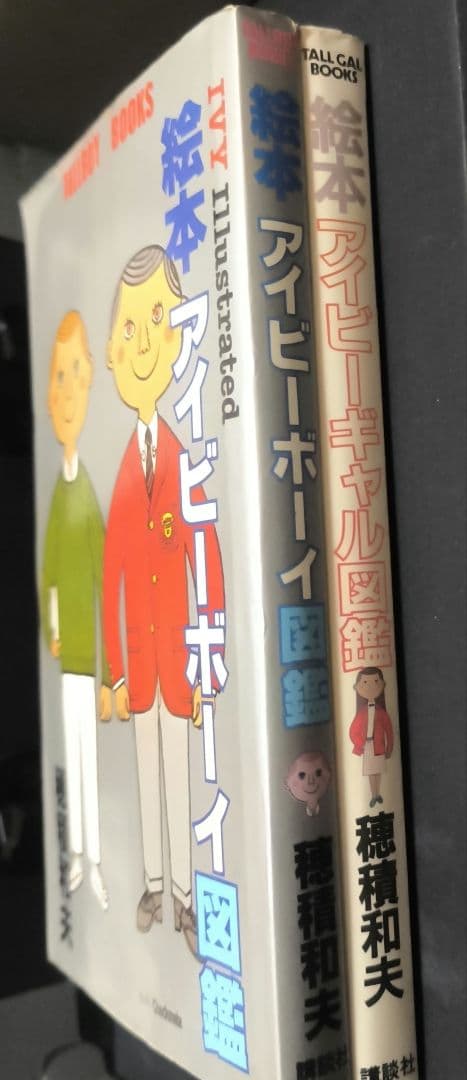 TALLBOY BOOKS
IVY Illustrated
絵本
アイビーボーイ図鑑
絵本
アイビーボーイ図鑑
穂積和夫
講談社
TALL GAL
BOOKS
絵本
アイビーギャル図鑑
穂積和夫
講談社